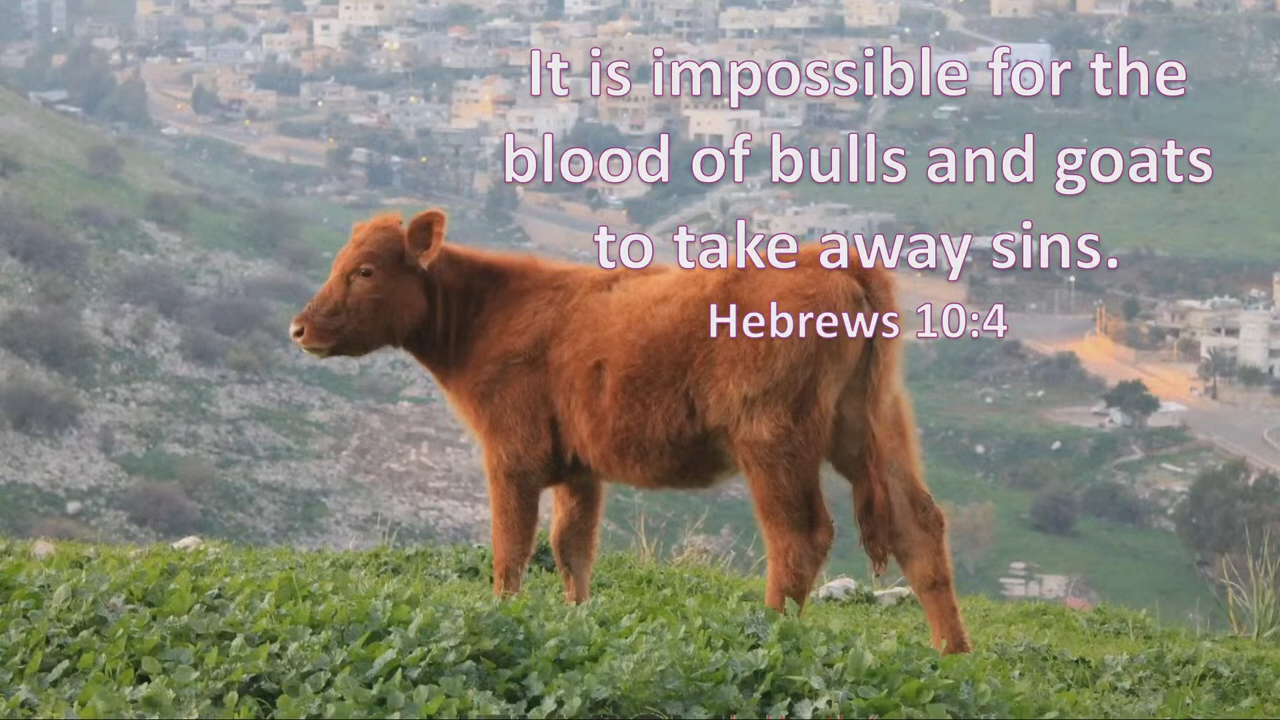 It is impossible for the
blood of bulls and goats
to take away sins.
Hebrews 10:4